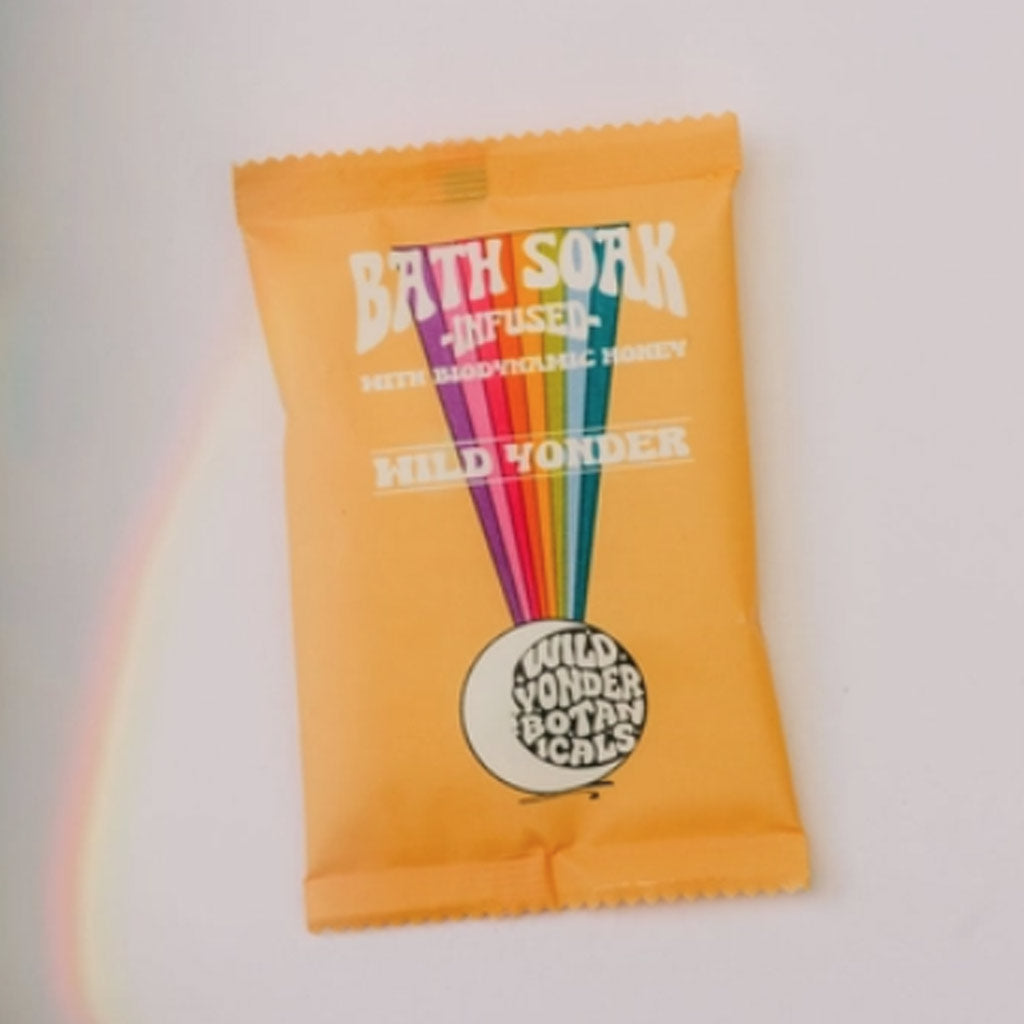 BATH SOAK
-INFUSED-
WITH BIODYNAMIC HONEY
WILD YONDER
WILD
YONDER
BOTAN
ICALS